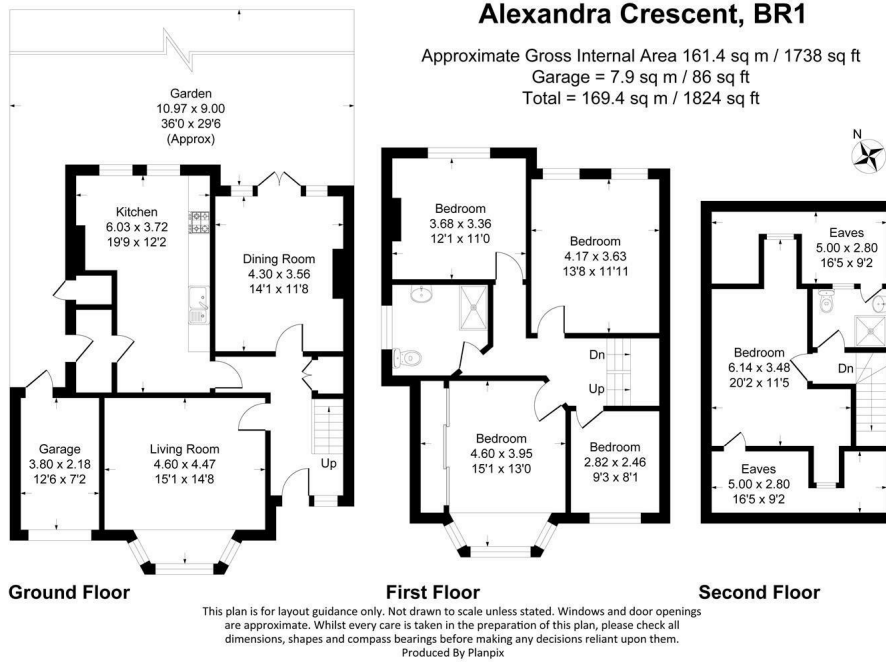 Alexandra Crescent, BR1
Approximate Gross Internal Area 161.4 sq m / 1738 sq ft
Garage = 7.9 sq m / 86 sq ft
Total = 169.4 sq m / 1824 sq ft
N
Garden
10.97 x 9.00
36'0 x 29'6
(Approx)
Kitchen
6.03 x 3.72
19'9 x 12'2
Dining Room
4.30 x 3.56
14'1 x 11'8
Garage
3.80 x 2.18
12'6 x 7'2
Living Room
4.60 x 4.47
15'1 x 14'8
Up
Ground Floor
Bedroom
3.68 x 3.36
12'1 x 11'0
Bedroom
4.17 x 3.63
13'8 x 11'11
Dn
Up
Bedroom
4.60 x 3.95
15'1 x 13'0
Bedroom
2.82 x 2.46
9'3 x 8'1
First Floor
Eaves
5.00 x 2.80
16'5 x 9'2
Bedroom
6.14 x 3.48
20'2 x 11'5
Dn
Eaves
5.00 x 2.80
16'5 x 9'2
Second Floor
This plan is for layout guidance only. Not drawn to scale unless stated. Windows and door openings
are approximate. Whilst every care is taken in the preparation of this plan, please check all
dimensions, shapes and compass bearings before making any decisions reliant upon them.
Produced By Planpix